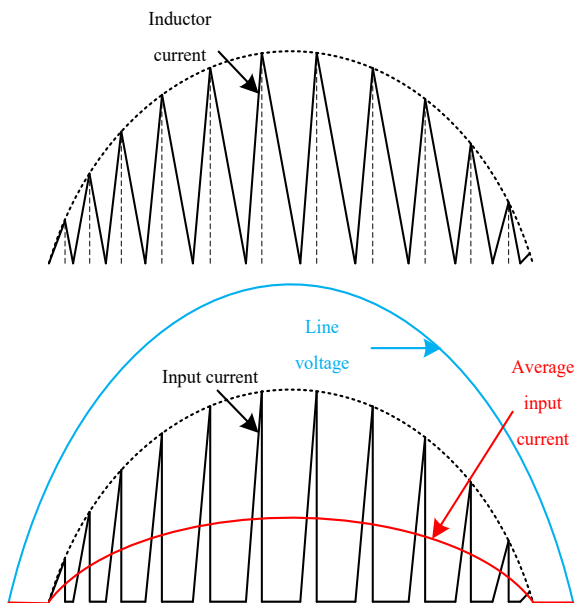 Inductor
current
Line
voltage
Input current
Average
input
current